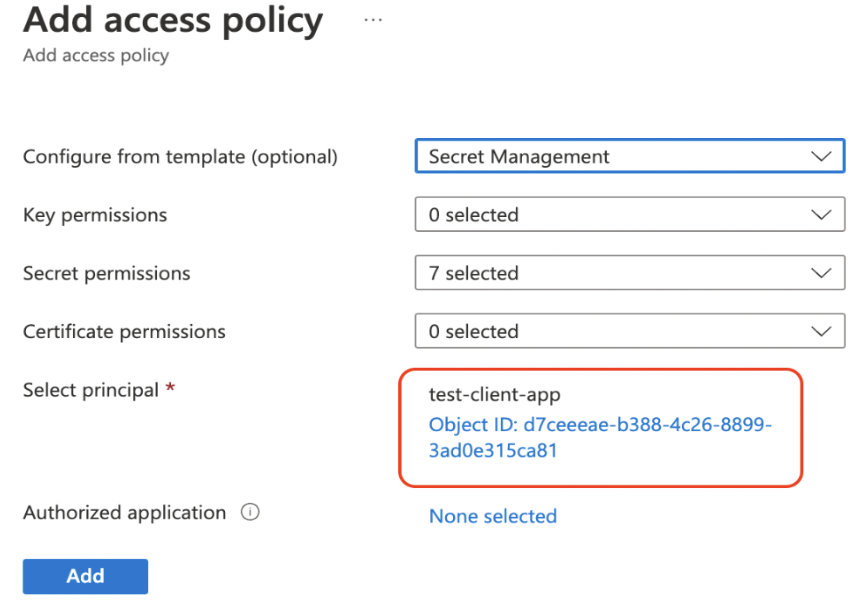 Add access policy ...
Add access policy
Configure from template (optional) Secret Management
Key permissions 0 selected
Secret permissions 7 selected
Certificate permissions 0 selected
Select principal * test-client-app
Object ID: d7ceeeae-b388-4c26-8899-
3ad0e315ca81
Authorized application None selected
Add